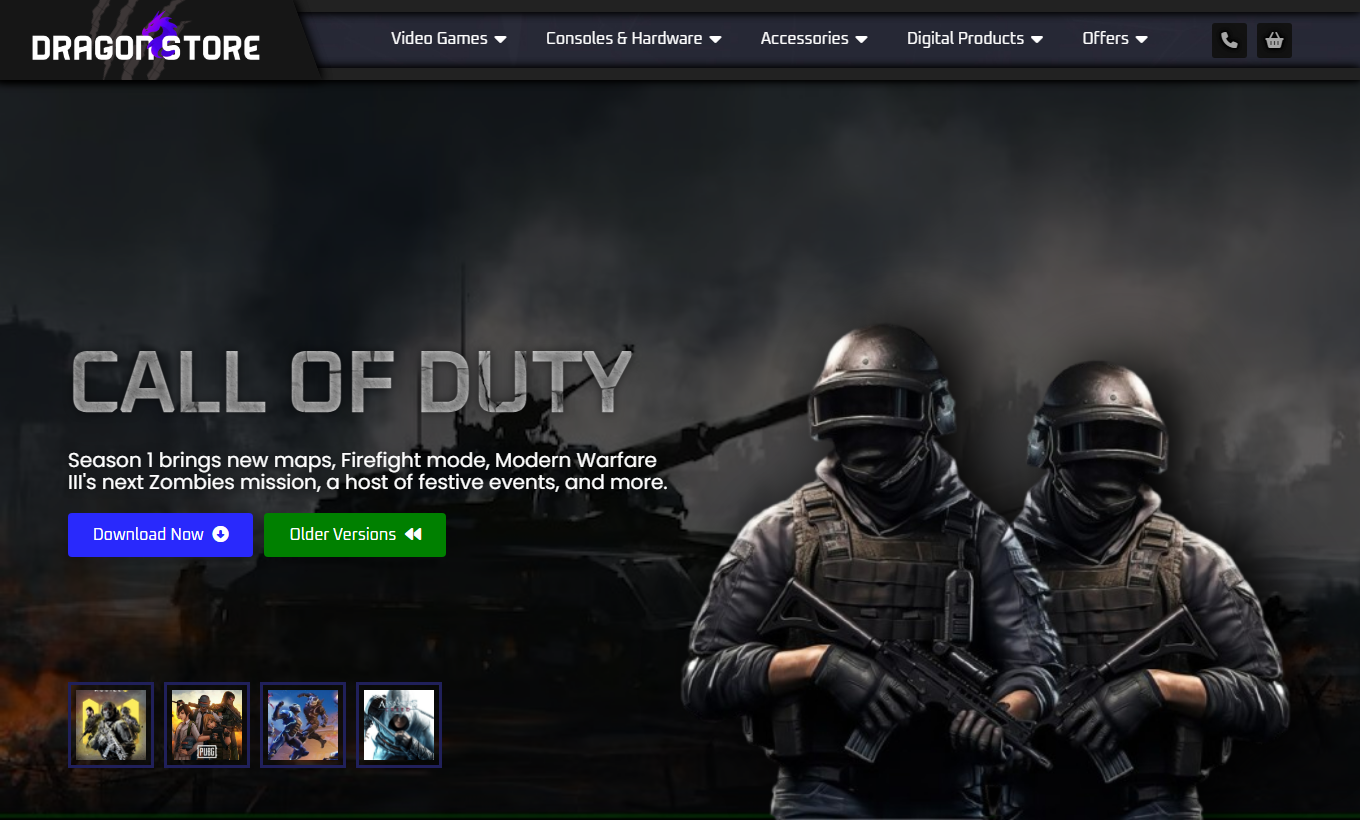 DRAGON STORE
Video Games
Consoles & Hardware
Accessories
Digital Products
Offers
CALL OF DUTY
Season 1 brings new maps, Firefight mode, Modern Warfare
III's next Zombies mission, a host of festive events, and more.
Download Now
Older Versions
PUBG